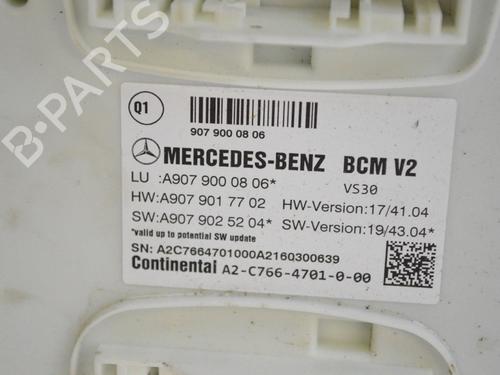 B-PARTS
Q1
907 900 08 06
MERCEDES-BENZ BCM V2
VS30
LU :A907 900 08 06*
HW:A907 901 77 02 HW-Version:17/41.04
SW:A907 902 52 04* SW-Version:19/43.04*
*valid up to potential SW update
SN: A2C7664701000A2160300639
Continental A2-C766-4701-0-00